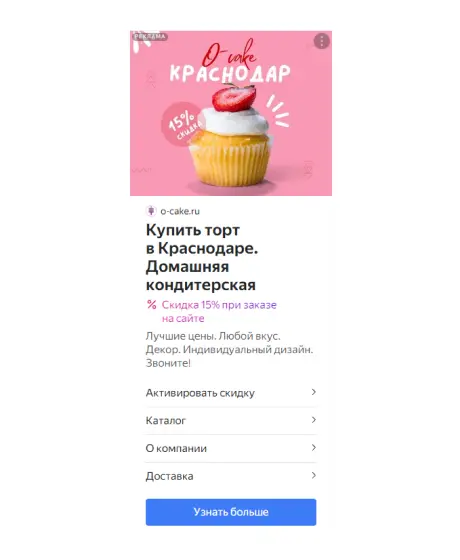 РЕКЛАМА
O-cake
КРАСНОДАР
15%
СКИДКА
o-cake.ru
Купить торт
в Краснодаре.
Домашняя
кондитерская
% Скидка 15% при заказе
на сайте
Лучшие цены. Любой вкус.
Декор. Индивидуальный дизайн.
Звоните!
Активировать скидку
Каталог
О компании
Доставка
Узнать больше